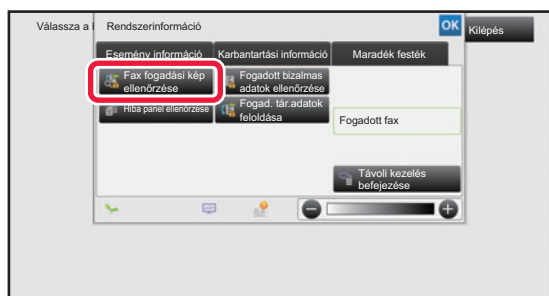 Válassza a
Rendszerinformáció
OK
Kilépés
Esemény információ
Karbantartási információ
Maradék festék
Fax fogadási kép
ellenőrzése
Fogadott bizalmas
adatok ellenőrzése
Hiba panel ellenőrzése
Fogad. tár.adatok
feloldása
Fogadott fax
Távoli kezelés
befejezése